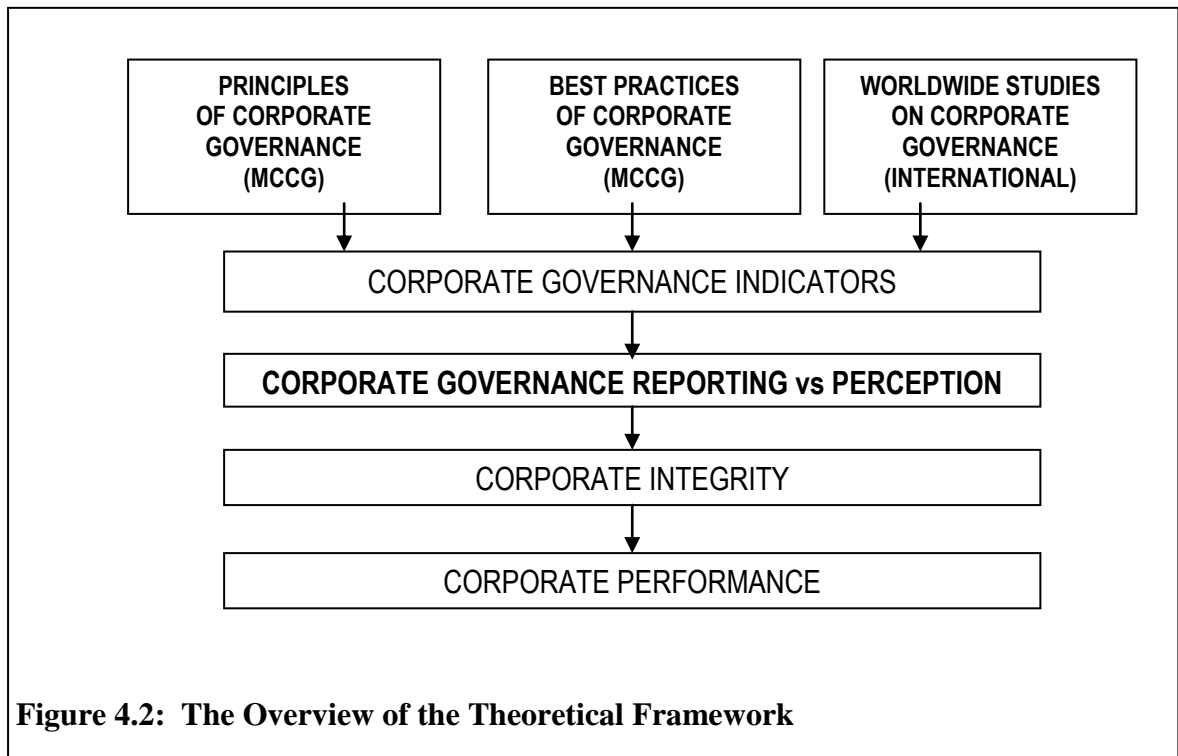 PRINCIPLES
OF CORPORATE
GOVERNANCE
(MCCG)
BEST PRACTICES
OF CORPORATE
GOVERNANCE
(MCCG)
WORLDWIDE STUDIES
ON CORPORATE
GOVERNANCE
(INTERNATIONAL)
CORPORATE GOVERNANCE INDICATORS
CORPORATE GOVERNANCE REPORTING vs PERCEPTION
CORPORATE INTEGRITY
CORPORATE PERFORMANCE
Figure 4.2:  The Overview of the Theoretical Framework